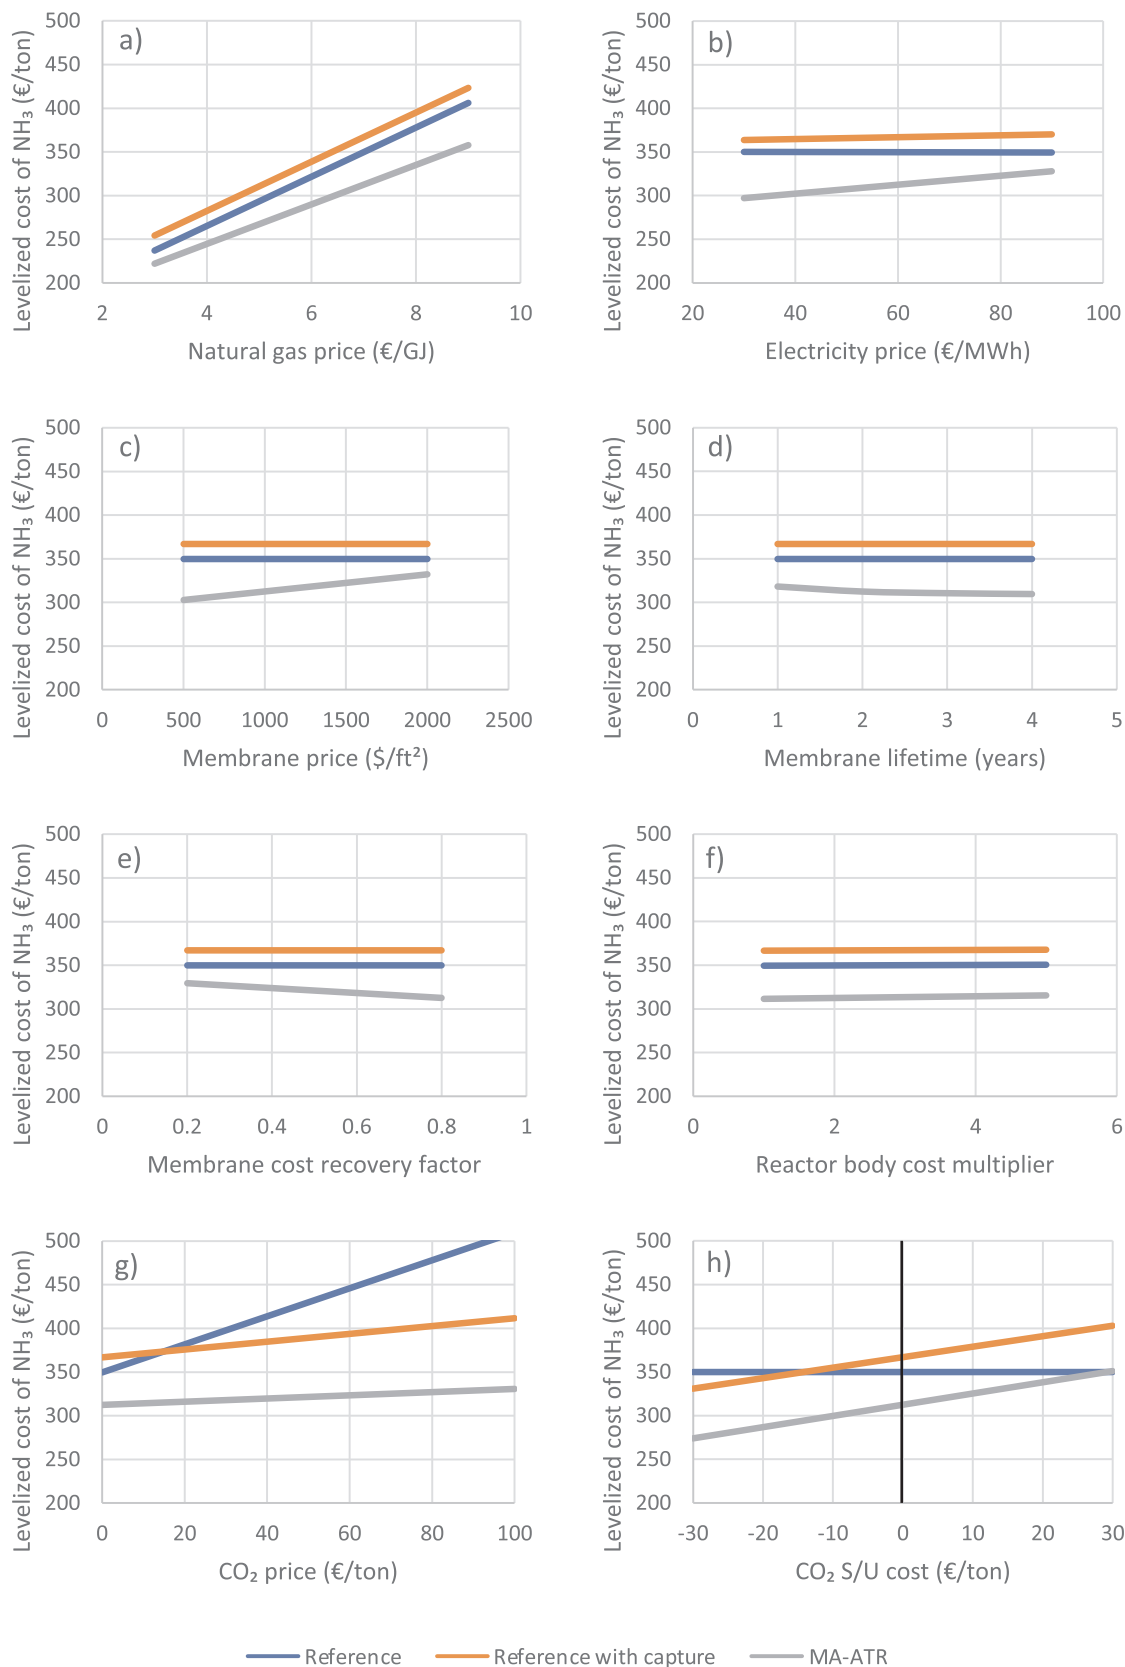 a)
500
450
400
350
300
250
200
2 4 6 8 10
Levelized cost of NH₃ (€/ton)
Natural gas price (€/GJ)
b)
500
450
400
350
300
250
200
20 40 60 80 100
Levelized cost of NH₃ (€/ton)
Electricity price (€/MWh)
c)
500
450
400
350
300
250
200
0 500 1000 1500 2000 2500
Levelized cost of NH₃ (€/ton)
Membrane price ($/ft²)
d)
500
450
400
350
300
250
200
0 1 2 3 4 5
Levelized cost of NH₃ (€/ton)
Membrane lifetime (years)
e)
500
450
400
350
300
250
200
0 0.2 0.4 0.6 0.8 1
Levelized cost of NH₃ (€/ton)
Membrane cost recovery factor
f)
500
450
400
350
300
250
200
0 2 4 6
Levelized cost of NH₃ (€/ton)
Reactor body cost multiplier
g)
500
450
400
350
300
250
200
0 20 40 60 80 100
Levelized cost of NH₃ (€/ton)
CO₂ price (€/ton)
h)
500
450
400
350
300
250
200
-30 -20 -10 0 10 20 30
Levelized cost of NH₃ (€/ton)
CO₂ S/U cost (€/ton)
Reference Reference with capture MA-ATR